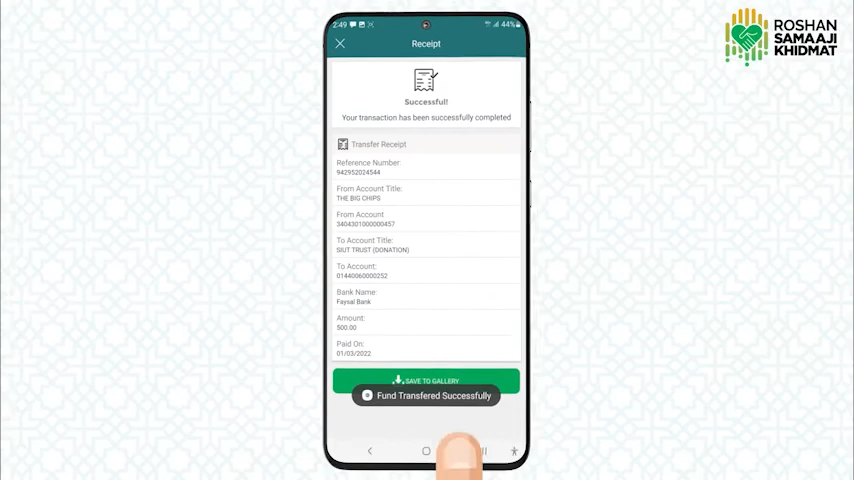 ROSHAN
SAMAAJI
KHIDMAT
2:49
44%
Receipt
Successful!
Your transaction has been successfully completed
Transfer Receipt
Reference Number:
942952024544
From Account Title:
THE BIG CHIPS
From Account
3404301000000457
To Account Title:
SIUT TRUST (DONATION)
To Account:
01440060000252
Bank Name:
Faysal Bank
Amount:
500.00
Paid On:
01/03/2022
SAVE TO GALLERY
Fund Transfered Successfully